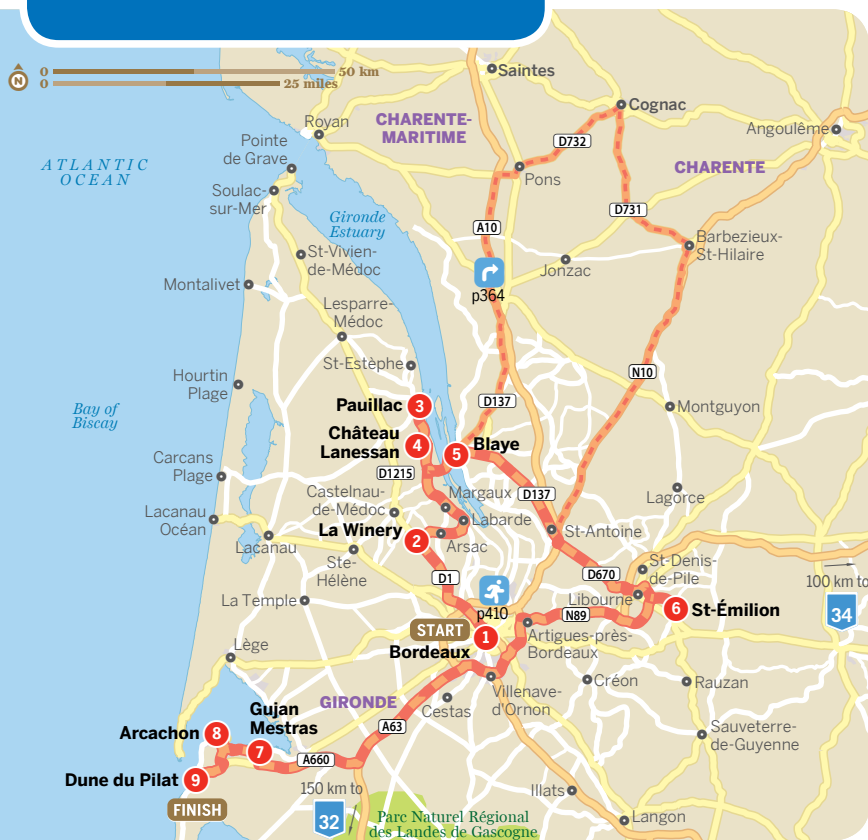 N
0
50 km
0
25 miles
Saintes
Cognac
Royan
CHARENTE-
MARITIME
Angoulême
D732
Pointe
de Grave
ATLANTIC
OCEAN
Pons
CHARENTE
Soulac-
sur-Mer
Gironde
Estuary
D731
A10
Barbezieux-
St-Hilaire
St-Vivien-
de-Médoc
Jonzac
Montalivet
p364
Lesparre-
Médoc
St-Estèphe
N10
Hourtin
Plage
D137
Pauillac
3
Montguyon
Bay of
Biscay
Château
Lanessan
4
5
Blaye
Carcans
Plage
D1215
Castelnau-
de-Médoc
Margaux
D137
Lagorce
Lacanau
Océan
Labarde
La Winery
2
Arsac
St-Antoine
Lacanau
Ste-
Hélène
St-Denis-
de-Pile
D670
D1
100 km to
34
La Temple
p410
Libourne
6
St-Émilion
N89
START
1
Bordeaux
Artigues-près-
Bordeaux
Lège
Créon
Rauzan
Villenave-
d'Ornon
GIRONDE
Cestas
Gujan
Mestras
Arcachon
8
7
A63
Sauveterre-
de-Guyenne
A660
Dune du Pilat
9
FINISH
150 km to
32
Illats
Parc Naturel Régional
des Landes de Gascogne
Langon